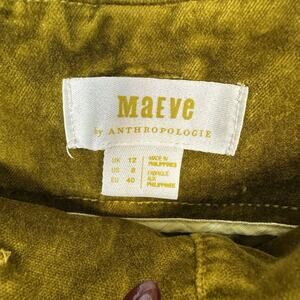 MaEVe
by ANTHROPOLOGIE
UK 12
US 8
EU 40
MADE IN
PHILIPPINES
FABRIQUÉ
AUX
PHILIPPINES